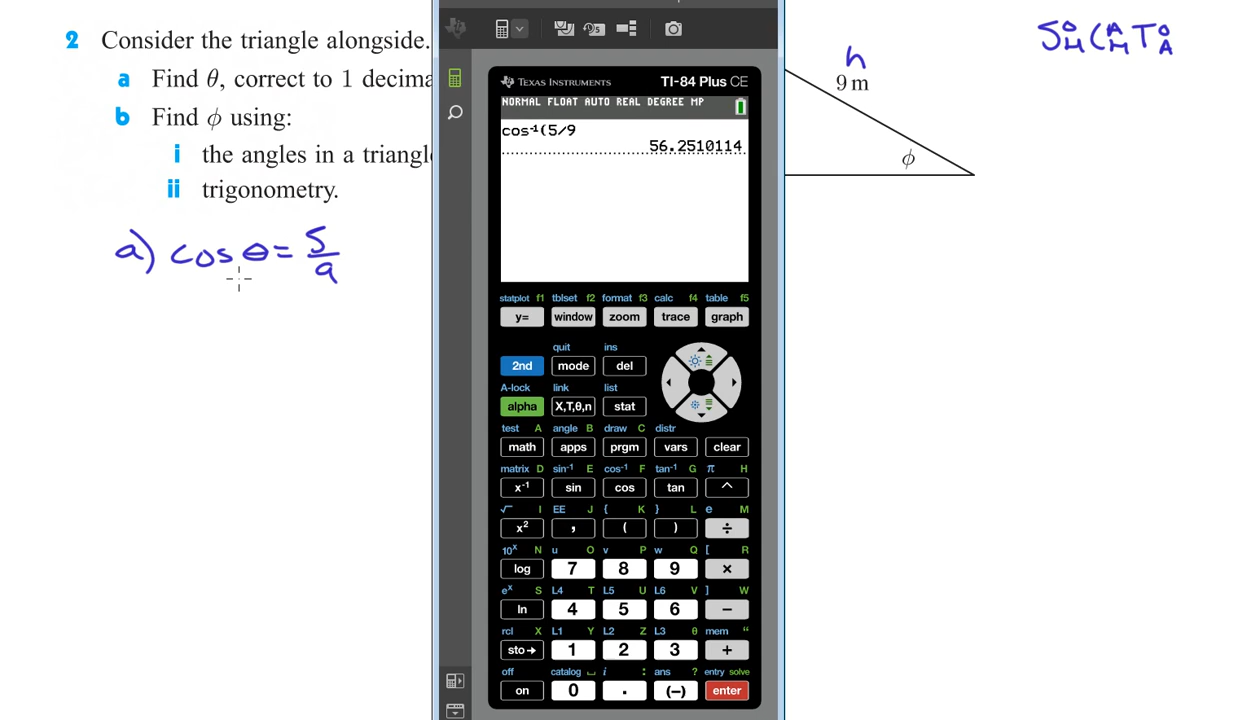 2 Consider the triangle alongside.
a Find θ, correct to 1 decima
b Find ϕ using:
i the angles in a triangl
ii trigonometry.
a) cos θ = 5/9
TEXAS INSTRUMENTS TI-84 Plus CE
NORMAL FLOAT AUTO REAL DEGREE MP
cos⁻¹(5/9
56.2510114
statplot f1 tblset f2 format f3 calc f4 table f5
y= window zoom trace graph
quit ins
2nd mode del
A-lock link list
alpha X,T,θ,n stat
test A angle B draw C distr
math apps prgm vars clear
matrix D sin⁻¹ E cos⁻¹ F tan⁻¹ G π H
x⁻¹ sin cos tan ^
√ I EE J { K } L e M
x² , ( ) ÷
10ˣ N u O v P w Q [ R
log 7 8 9 ×
eˣ S L4 T L5 U L6 V ] W
ln 4 5 6 −
rcl X L1 Y L2 Z L3 θ mem "
sto→ 1 2 3 +
off catalog ␣ i : ans ? entry solve
on 0 . (−) enter
h
9 m
ϕ
S O/H C A/H T O/A